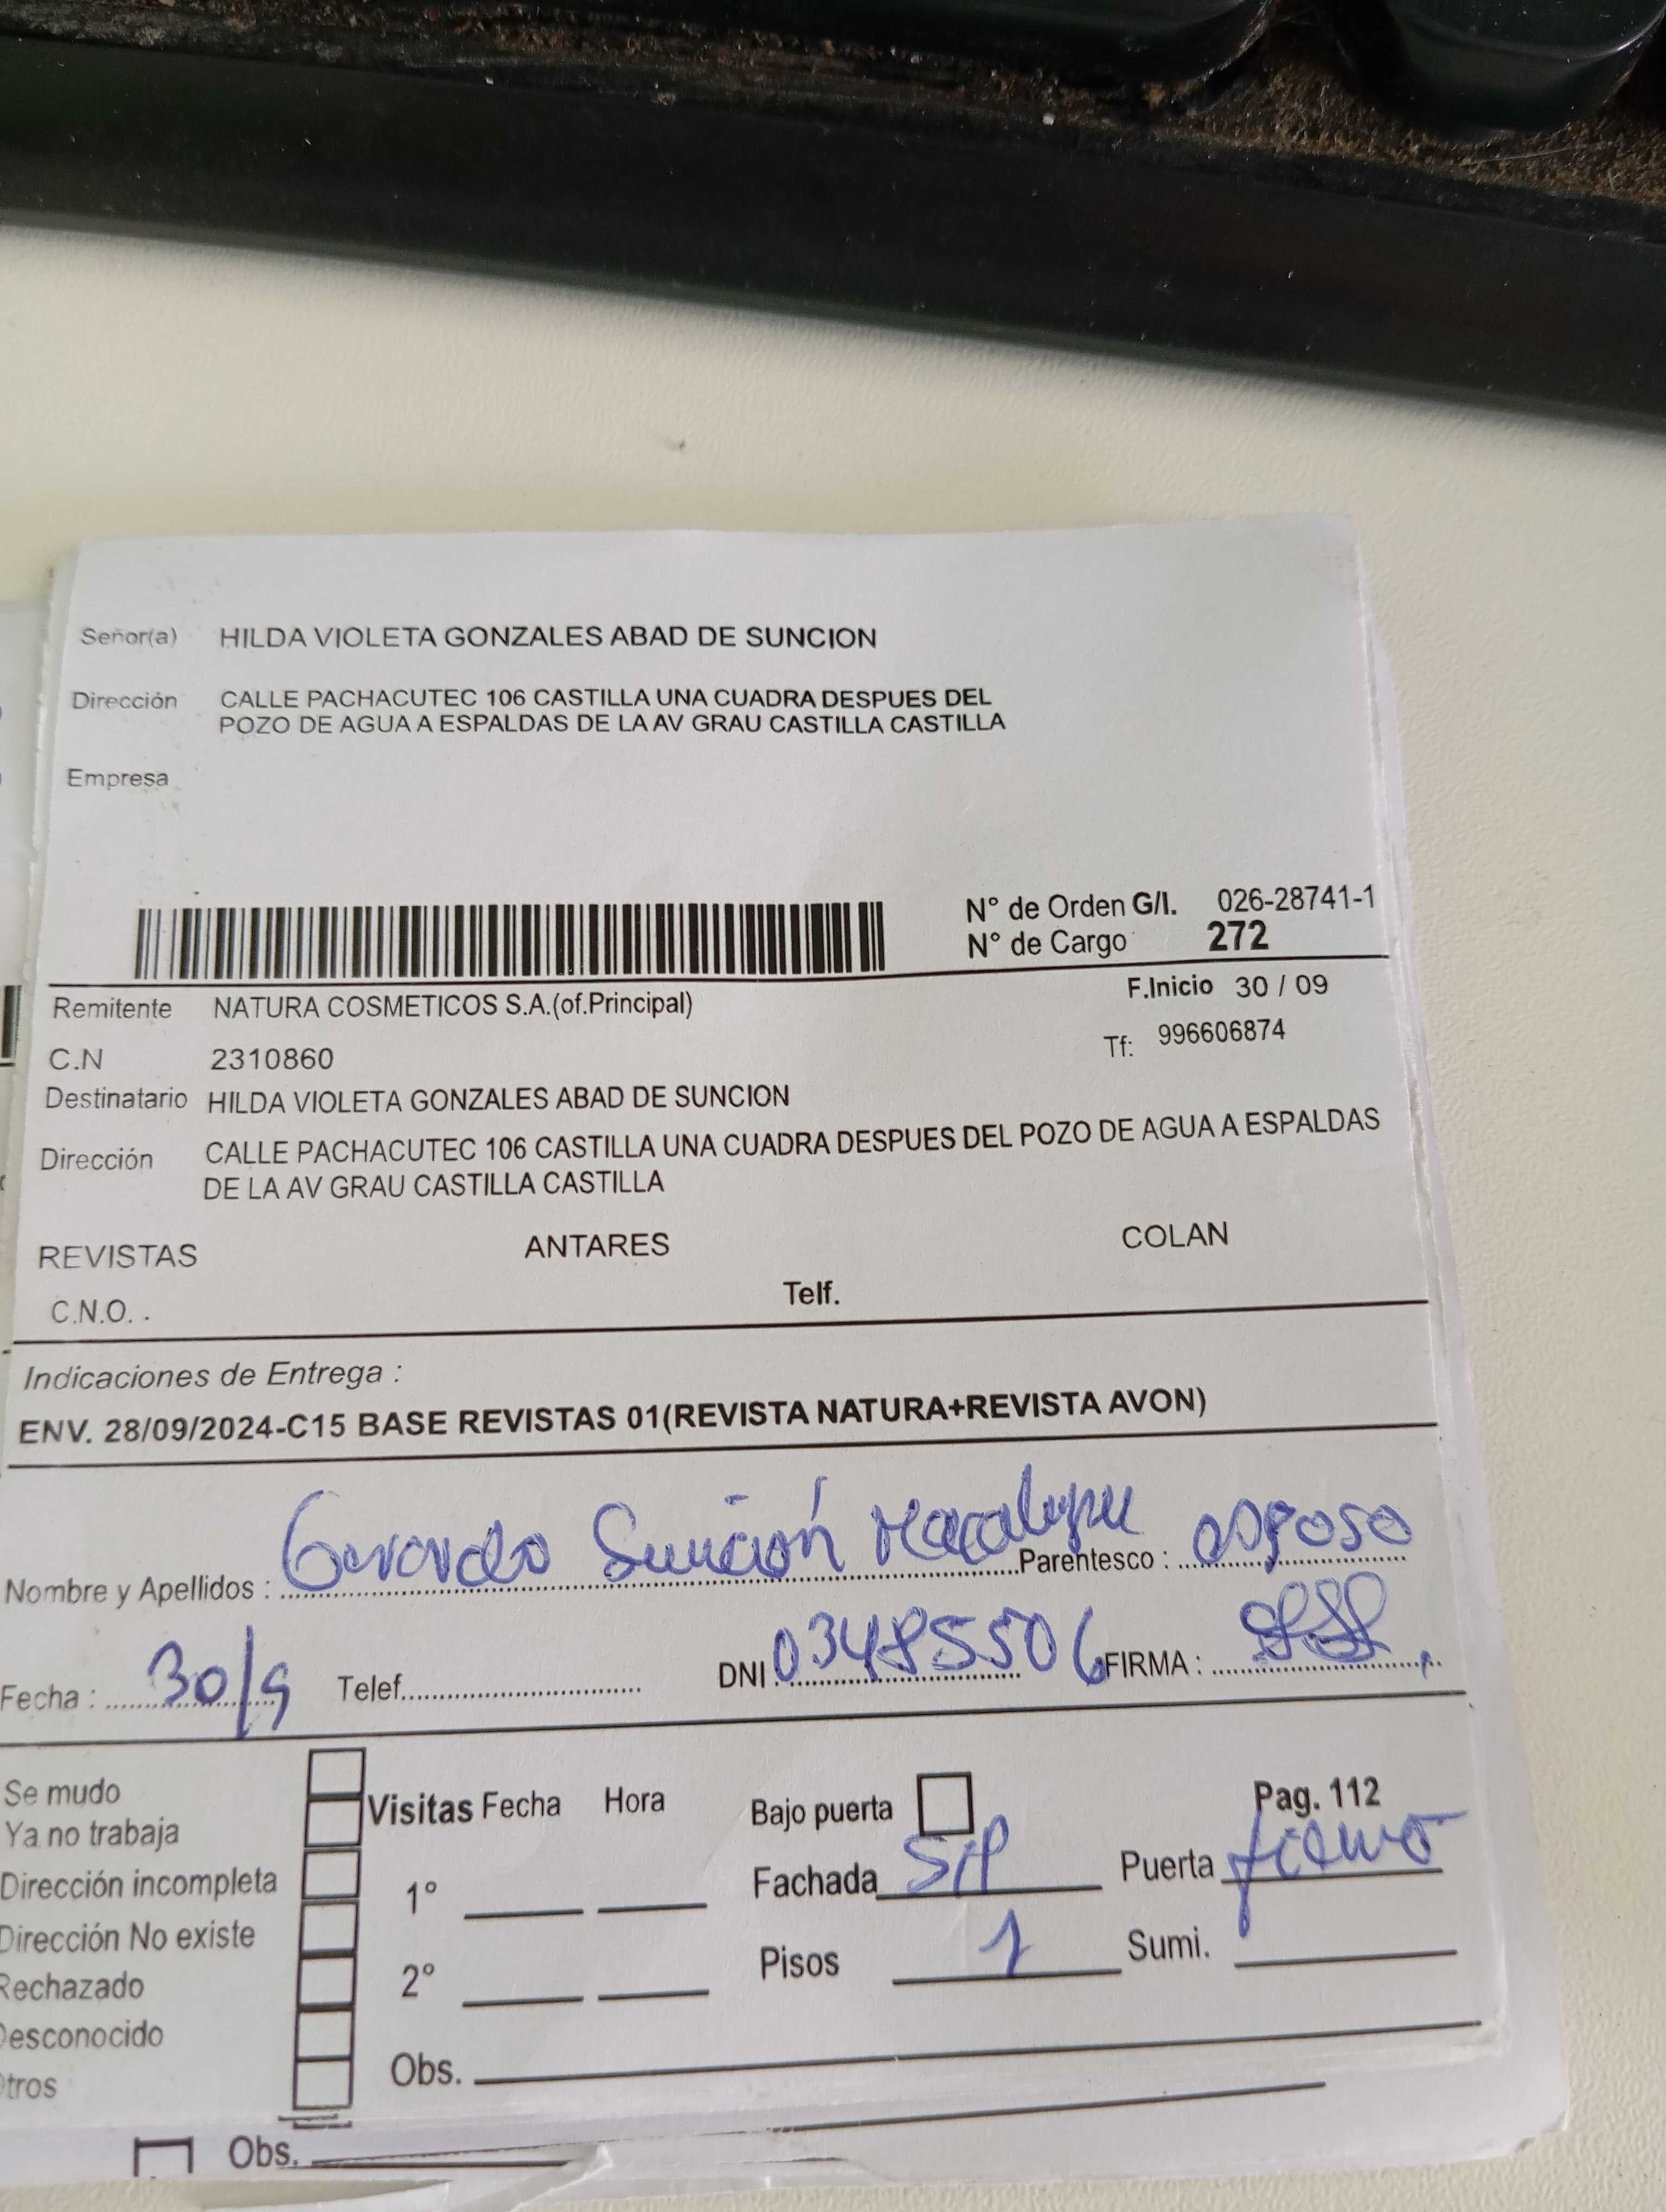 Señor(a) HILDA VIOLETA GONZALES ABAD DE SUNCION
Dirección CALLE PACHACUTEC 106 CASTILLA UNA CUADRA DESPUES DEL
POZO DE AGUA A ESPALDAS DE LA AV GRAU CASTILLA CASTILLA
Empresa
N° de Orden G/I. 026-28741-1
N° de Cargo 272
F.Inicio 30 / 09
Remitente NATURA COSMETICOS S.A.(of.Principal)
Tf: 996606874
C.N 2310860
Destinatario HILDA VIOLETA GONZALES ABAD DE SUNCION
Dirección CALLE PACHACUTEC 106 CASTILLA UNA CUADRA DESPUES DEL POZO DE AGUA A ESPALDAS
DE LA AV GRAU CASTILLA CASTILLA
REVISTAS ANTARES COLAN
C.N.O. . Telf.
Indicaciones de Entrega :
ENV. 28/09/2024-C15 BASE REVISTAS 01(REVISTA NATURA+REVISTA AVON)
Nombre y Apellidos : Gerardo Sunción Parentesco : esposo
Fecha : 30/9 Telef. DNI 03485506 FIRMA :
Se mudo
Ya no trabaja
Dirección incompleta
Dirección No existe
Rechazado
Desconocido
Otros
Visitas Fecha Hora
1°
2°
Obs.
Bajo puerta Pag. 112
Fachada S/P Puerta fierro
Pisos 1 Sumi.
Obs.